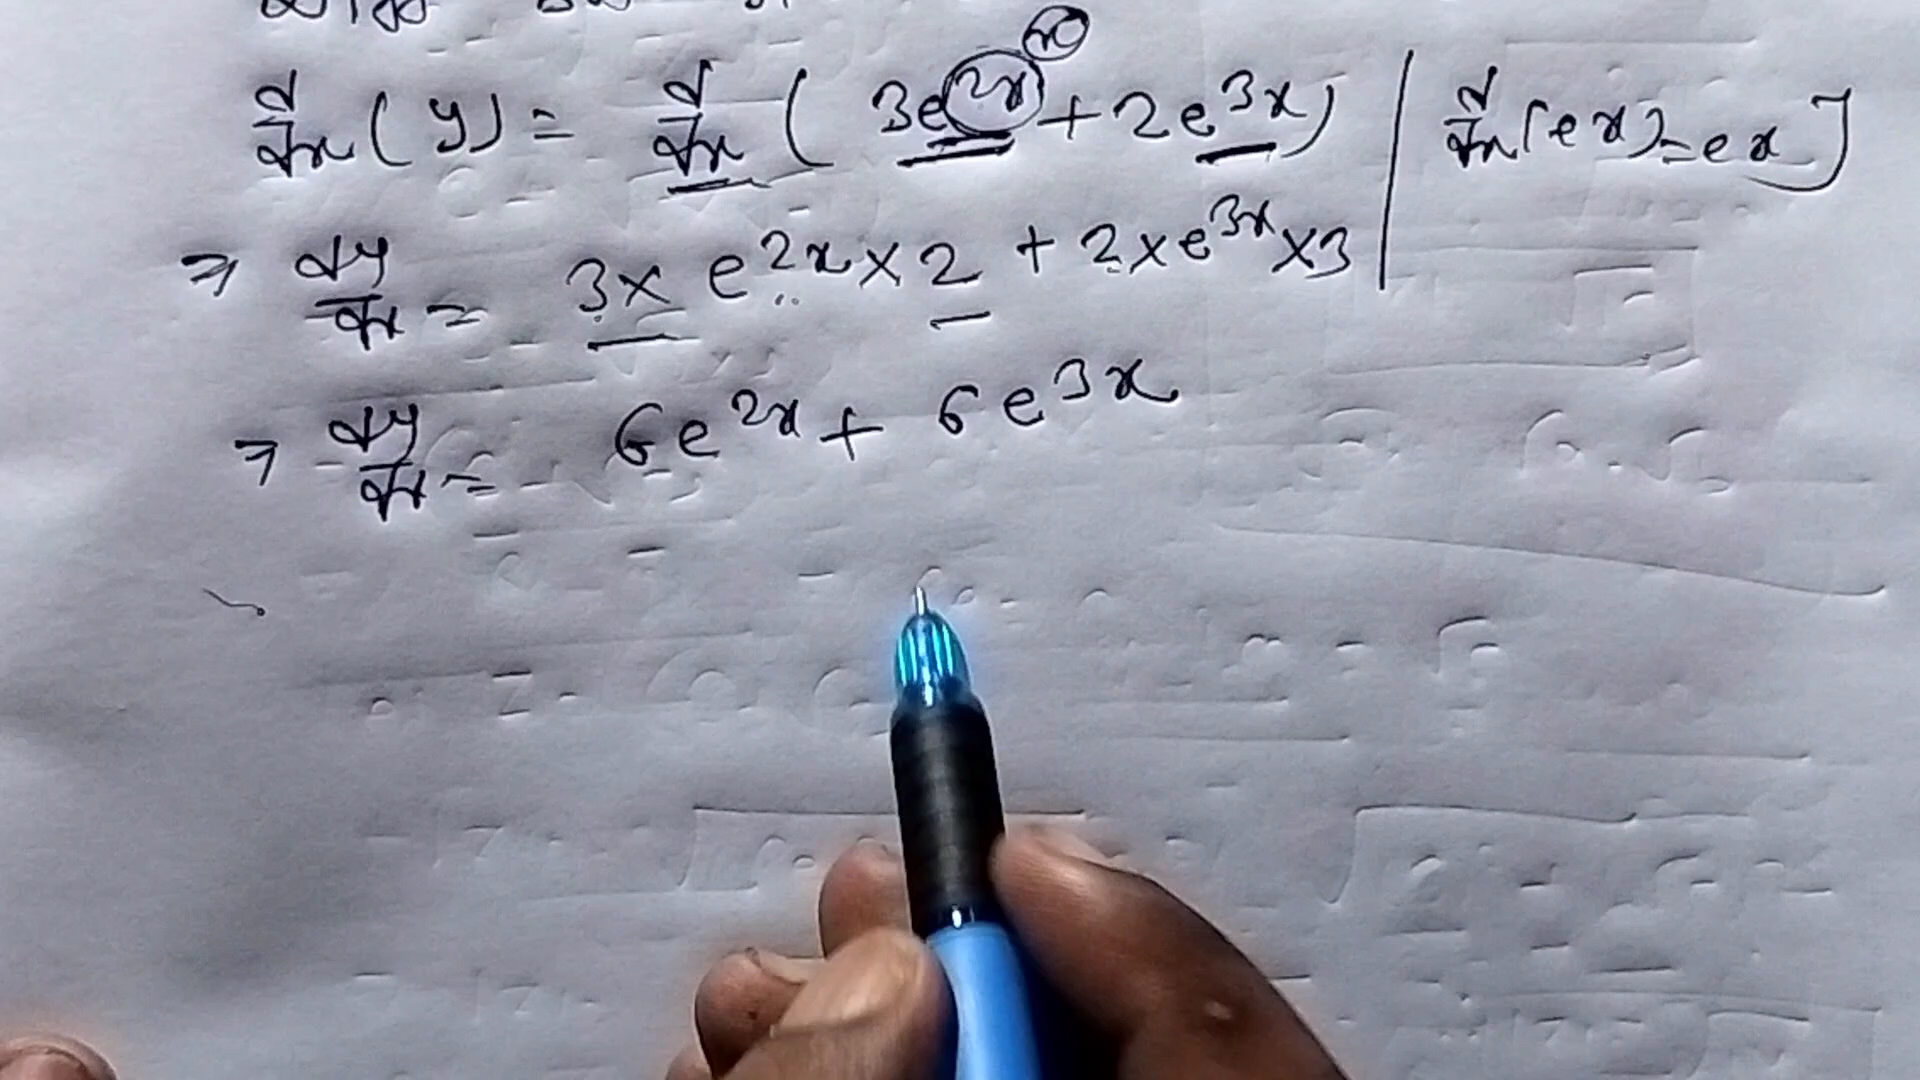 d/dx (y) = d/dx (3e^2x + 2e^3x) | d/dx [e^x) = e^x]
⇒ dy/dx = 3 × e^2x × 2 + 2 × e^3x × 3
⇒ dy/dx = 6e^2x + 6e^3x